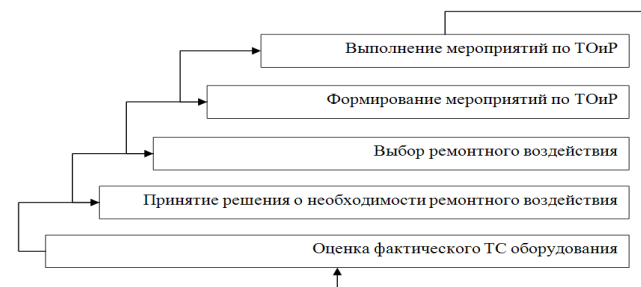 Выполнение мероприятий по ТОиР
Формирование мероприятий по ТОиР
Выбор ремонтного воздействия
Принятие решения о необходимости ремонтного воздействия
Оценка фактического ТС оборудования